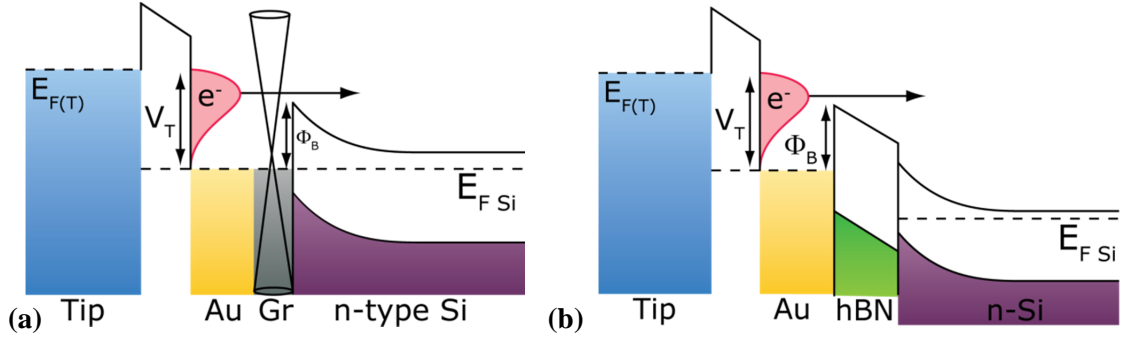 E_F(T)
V_T
e-
Φ_B
E_F Si
Tip
Au
Gr
n-type Si
(a)
E_F(T)
V_T
e-
Φ_B
E_F Si
Tip
Au
hBN
n-Si
(b)